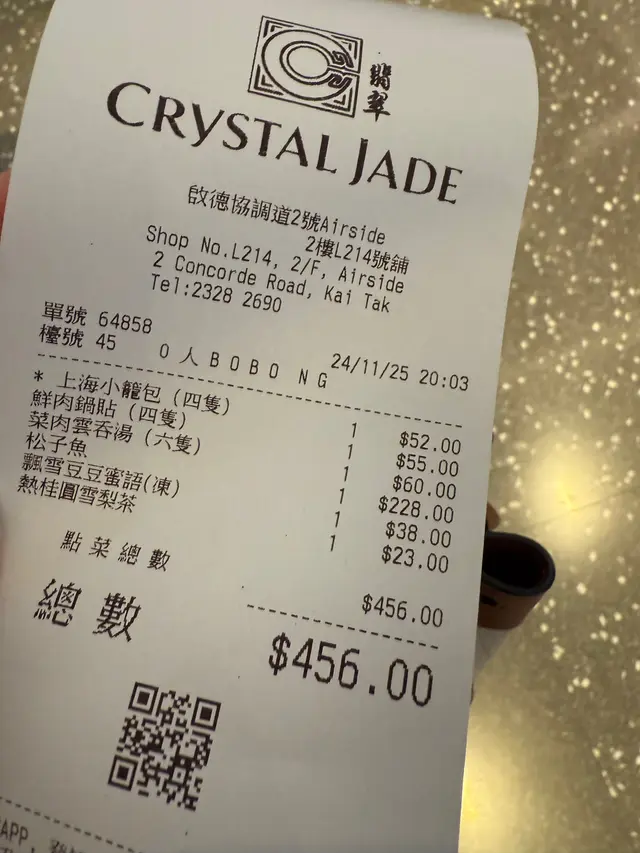 翡翠
CRYSTAL JADE
啟德協調道2號Airside
2樓L214號舖
Shop No.L214, 2/F, Airside
2 Concorde Road, Kai Tak
Tel:2328 2690
單號 64858
檯號 45 0 人 BOBO NG 24/11/25 20:03
* 上海小籠包 (四隻) 1 $52.00
鮮肉鍋貼 (四隻) 1 $55.00
菜肉雲吞湯 (六隻) 1 $60.00
松子魚 1 $228.00
飄雪豆豆蜜語(凍) 1 $38.00
熱桂圓雪梨茶 1 $23.00
點菜總數 $456.00
總數 $456.00
APP